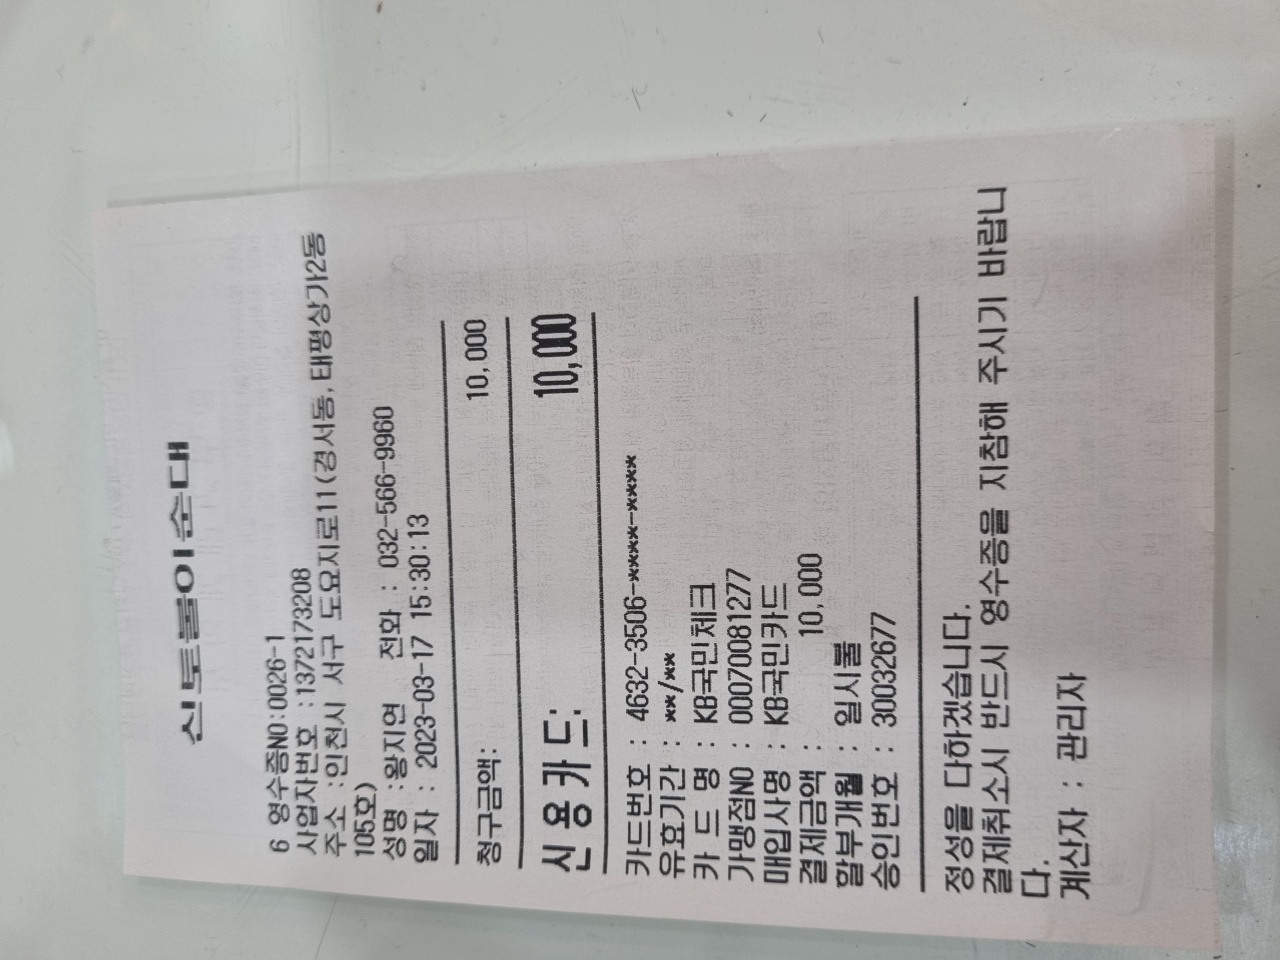 신토불이순대
6 영수증NO:0026-1
사업자번호 :1372173208
주소 :인천시 서구 도요지로11(경서동,태평상가2동
105호)
성명 :왕지연 전화 : 032-566-9960
일자 : 2023-03-17 15:30:13
청구금액: 10,000
신용카드: 10,000
카드번호 : 4632-3506-****-****
유효기간 : **/**
카 드 명 : KB국민체크
가맹점NO : 00070081277
매입사명 : KB국민카드
결제금액 : 10,000
할부개월 : 일시불
승인번호 : 30032677
정성을 다하겠습니다.
결제취소시 반드시 영수증을 지참해 주시기 바랍니
다.
계산자 : 관리자